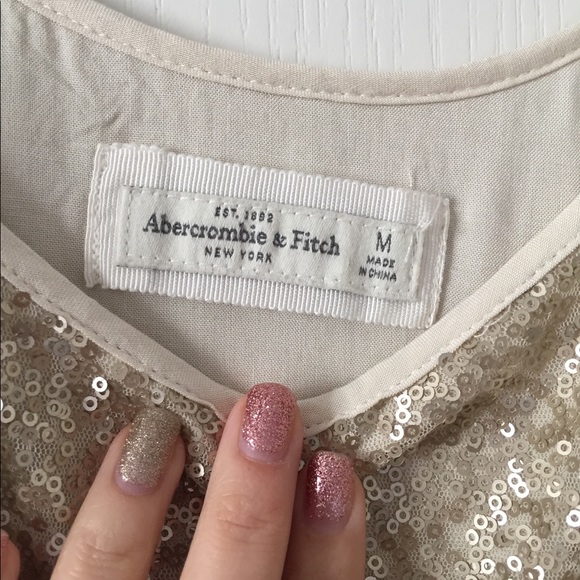 EST. 1892
Abercrombie & Fitch
NEW YORK
M
MADE
IN CHINA